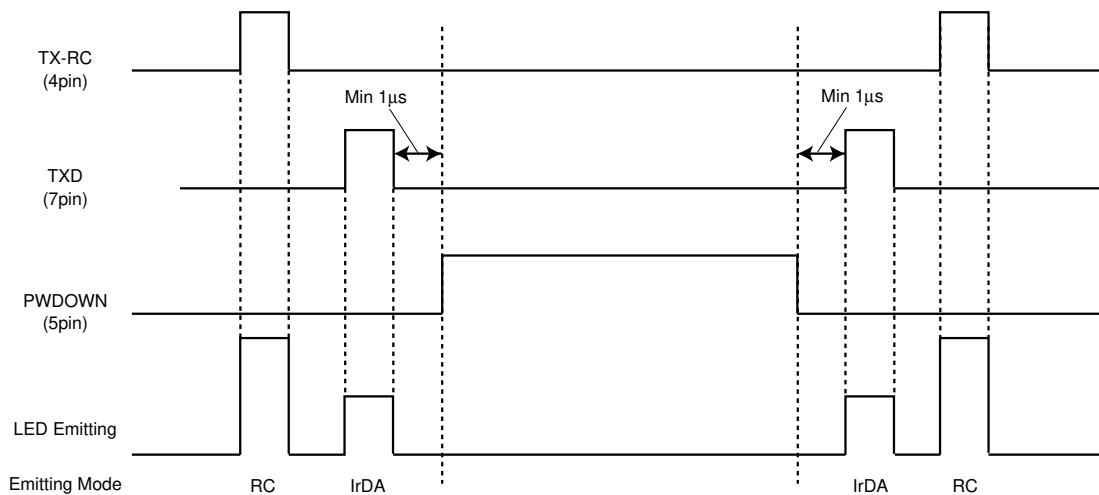 TX-RC
(4pin)
Min 1μs
Min 1μs
TXD
(7pin)
PWDOWN
(5pin)
LED Emitting
Emitting Mode
RC
IrDA
IrDA
RC